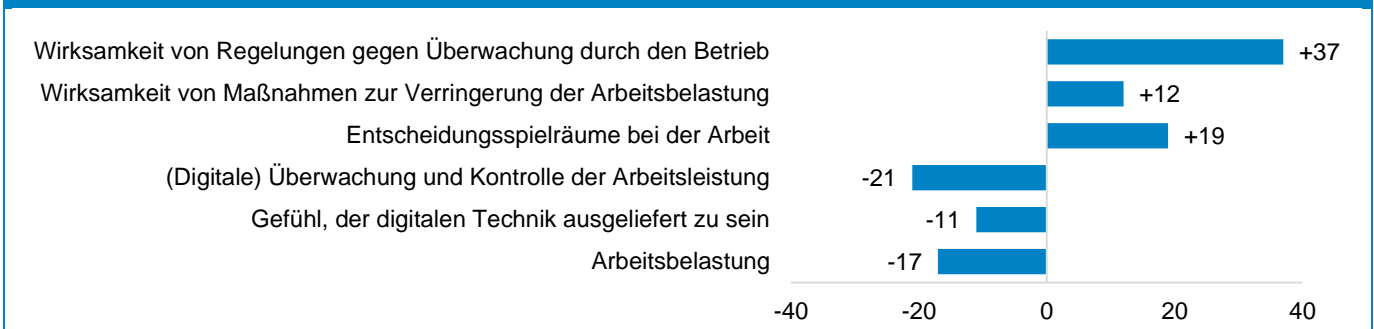 Wirksamkeit von Regelungen gegen Überwachung durch den Betrieb +37
Wirksamkeit von Maßnahmen zur Verringerung der Arbeitsbelastung +12
Entscheidungsspielräume bei der Arbeit +19
(Digitale) Überwachung und Kontrolle der Arbeitsleistung -21
Gefühl, der digitalen Technik ausgeliefert zu sein -11
Arbeitsbelastung -17
-40 -20 0 20 40